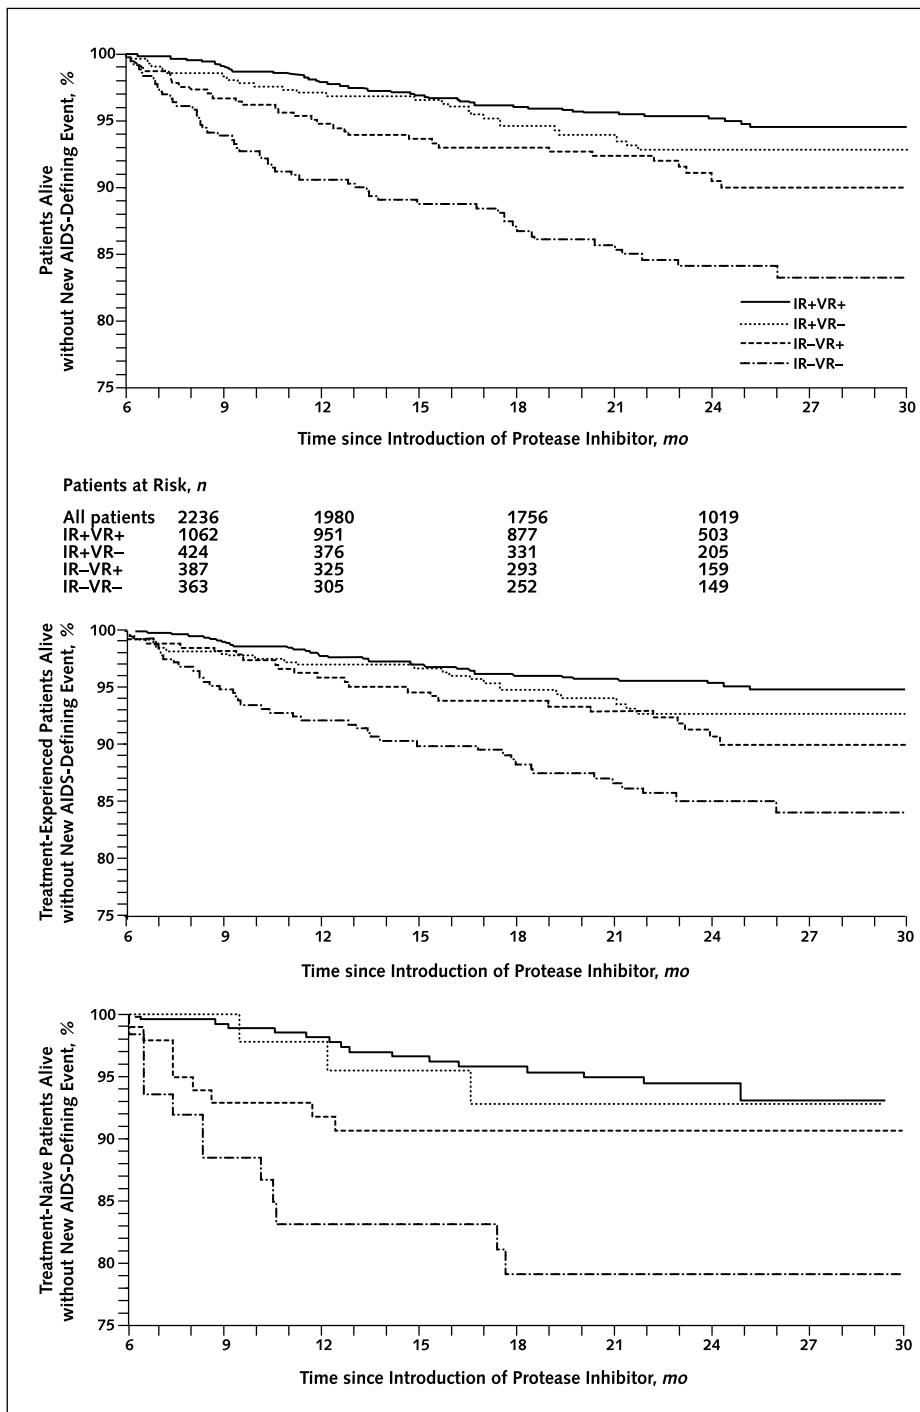 Patients Alive
without New AIDS-Defining Event, %
100
95
90
85
80
75
IR+VR+
IR+VR–
IR–VR+
IR–VR–
6 9 12 15 18 21 24 27 30
Time since Introduction of Protease Inhibitor, mo
Patients at Risk, n
All patients 2236 1980 1756 1019
IR+VR+ 1062 951 877 503
IR+VR– 424 376 331 205
IR–VR+ 387 325 293 159
IR–VR– 363 305 252 149
Treatment-Experienced Patients Alive
without New AIDS-Defining Event, %
100
95
90
85
80
75
6 9 12 15 18 21 24 27 30
Time since Introduction of Protease Inhibitor, mo
Treatment-Naive Patients Alive
without New AIDS-Defining Event, %
100
95
90
85
80
75
6 9 12 15 18 21 24 27 30
Time since Introduction of Protease Inhibitor, mo